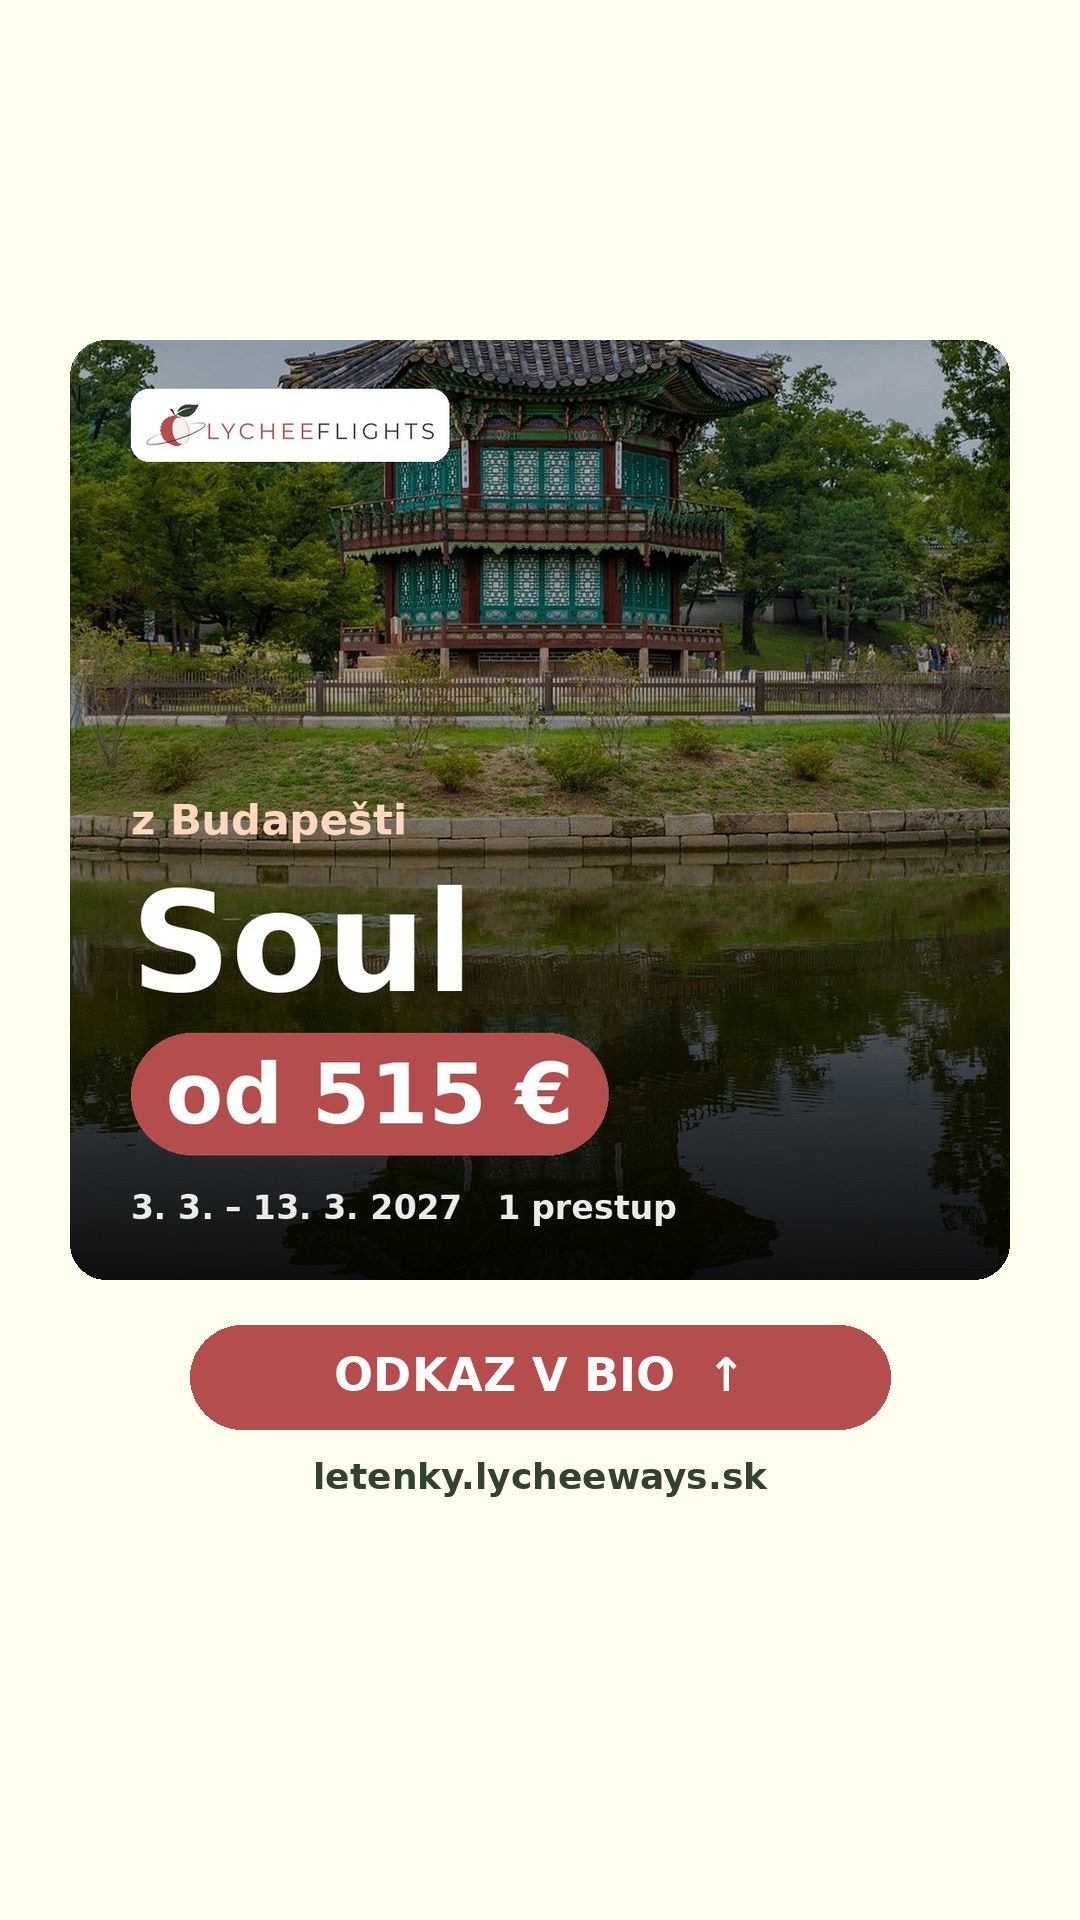 LYCHEEFLIGHTS
z Budapešti
Soul
od 515 €
3. 3. – 13. 3. 2027 1 prestup
ODKAZ V BIO ↑
letenky.lycheeways.sk